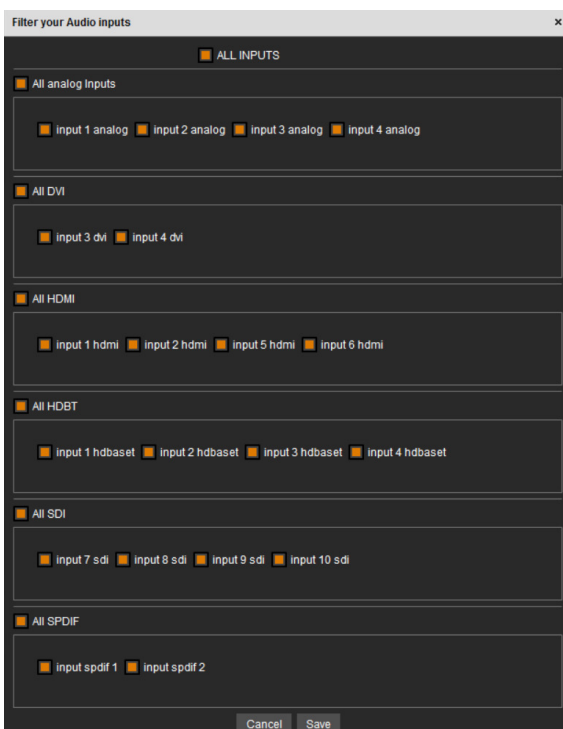 Filter your Audio inputs ×
ALL INPUTS
All analog Inputs
input 1 analog input 2 analog input 3 analog input 4 analog
All DVI
input 3 dvi input 4 dvi
All HDMI
input 1 hdmi input 2 hdmi input 5 hdmi input 6 hdmi
All HDBT
input 1 hdbaset input 2 hdbaset input 3 hdbaset input 4 hdbaset
All SDI
input 7 sdi input 8 sdi input 9 sdi input 10 sdi
All SPDIF
input spdif 1 input spdif 2
Cancel Save